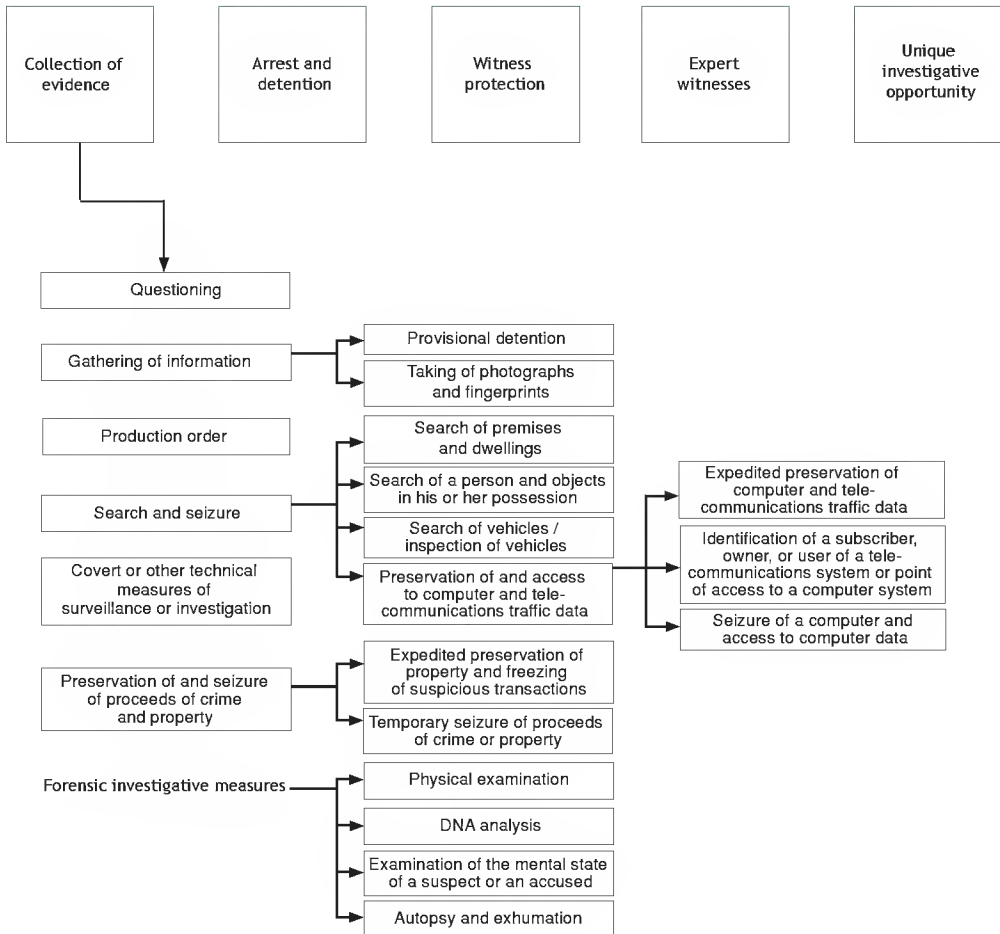 Collection of
evidence
Arrest and
detention
Witness
protection
Expert
witnesses
Unique
investigative
opportunity
Questioning
Gathering of information
Provisional detention
Taking of photographs
and fingerprints
Production order
Search and seizure
Search of premises
and dwellings
Search of a person and objects
in his or her possession
Search of vehicles /
inspection of vehicles
Preservation of and access
to computer and tele-
communications traffic data
Expedited preservation of
computer and tele-
communications traffic data
Identification of a subscriber,
owner, or user of a tele-
communications system or point
of access to a computer system
Seizure of a computer and
access to computer data
Covert or other technical
measures of
surveillance or investigation
Preservation of and seizure
of proceeds of crime
and property
Expedited preservation of
property and freezing
of suspicious transactions
Temporary seizure of proceeds
of crime or property
Forensic investigative measures
Physical examination
DNA analysis
Examination of the mental state
of a suspect or an accused
Autopsy and exhumation